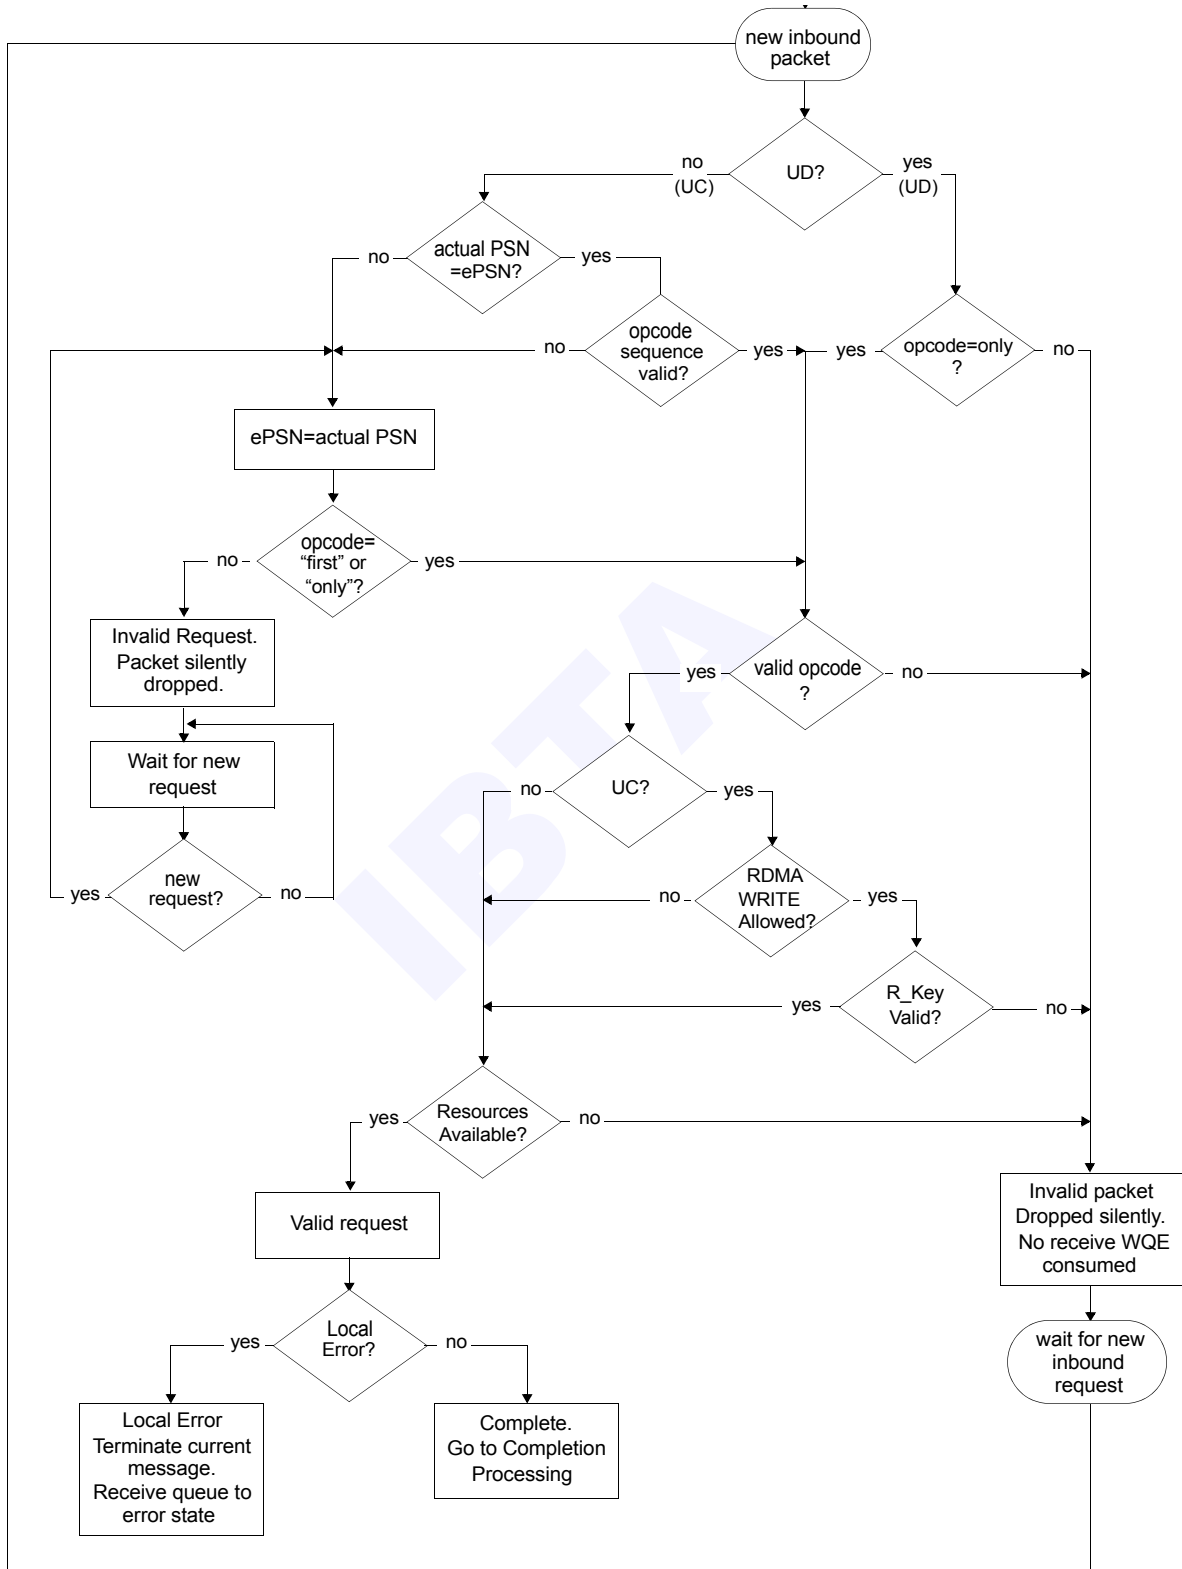 new inbound
packet
UD?
no
(UC)
yes
(UD)
actual PSN
=ePSN?
no
yes
opcode
sequence
valid?
no
yes
yes
opcode=only
?
no
ePSN=actual PSN
opcode=
“first” or
“only”?
no
yes
Invalid Request.
Packet silently
dropped.
valid opcode
?
yes
no
Wait for new
request
UC?
no
yes
new
request?
yes
no
RDMA
WRITE
Allowed?
no
yes
R_Key
Valid?
yes
no
Resources
Available?
yes
no
Valid request
Invalid packet
Dropped silently.
No receive WQE
consumed
Local
Error?
yes
no
wait for new
inbound
request
Local Error
Terminate current
message.
Receive queue to
error state
Complete.
Go to Completion
Processing
IBTA